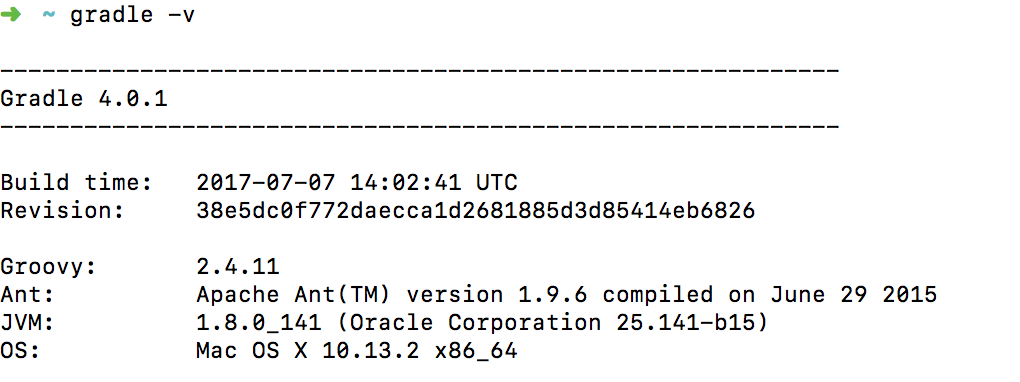 ➜  ~ gradle -v
------------------------------------------------------------
Gradle 4.0.1
------------------------------------------------------------
Build time:   2017-07-07 14:02:41 UTC
Revision:     38e5dc0f772daecca1d2681885d3d85414eb6826
Groovy:       2.4.11
Ant:          Apache Ant(TM) version 1.9.6 compiled on June 29 2015
JVM:          1.8.0_141 (Oracle Corporation 25.141-b15)
OS:           Mac OS X 10.13.2 x86_64